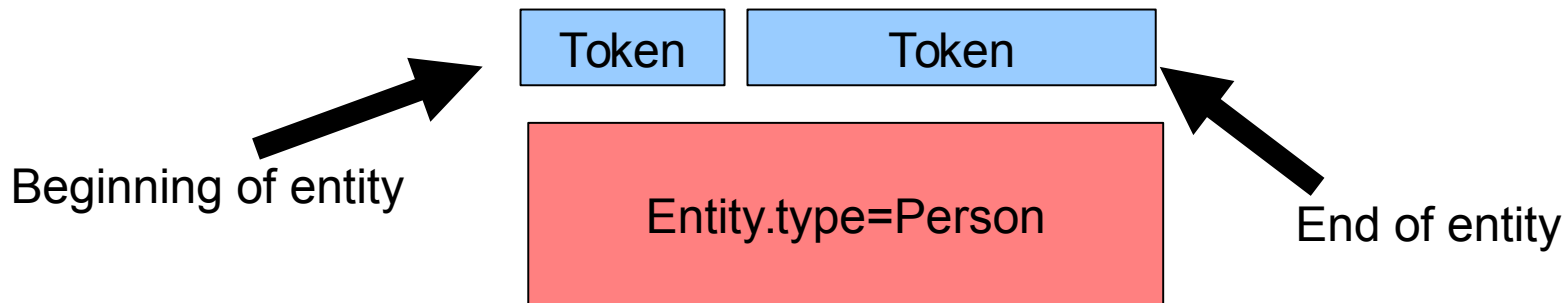 Token Token
Beginning of entity
Entity.type=Person
End of entity